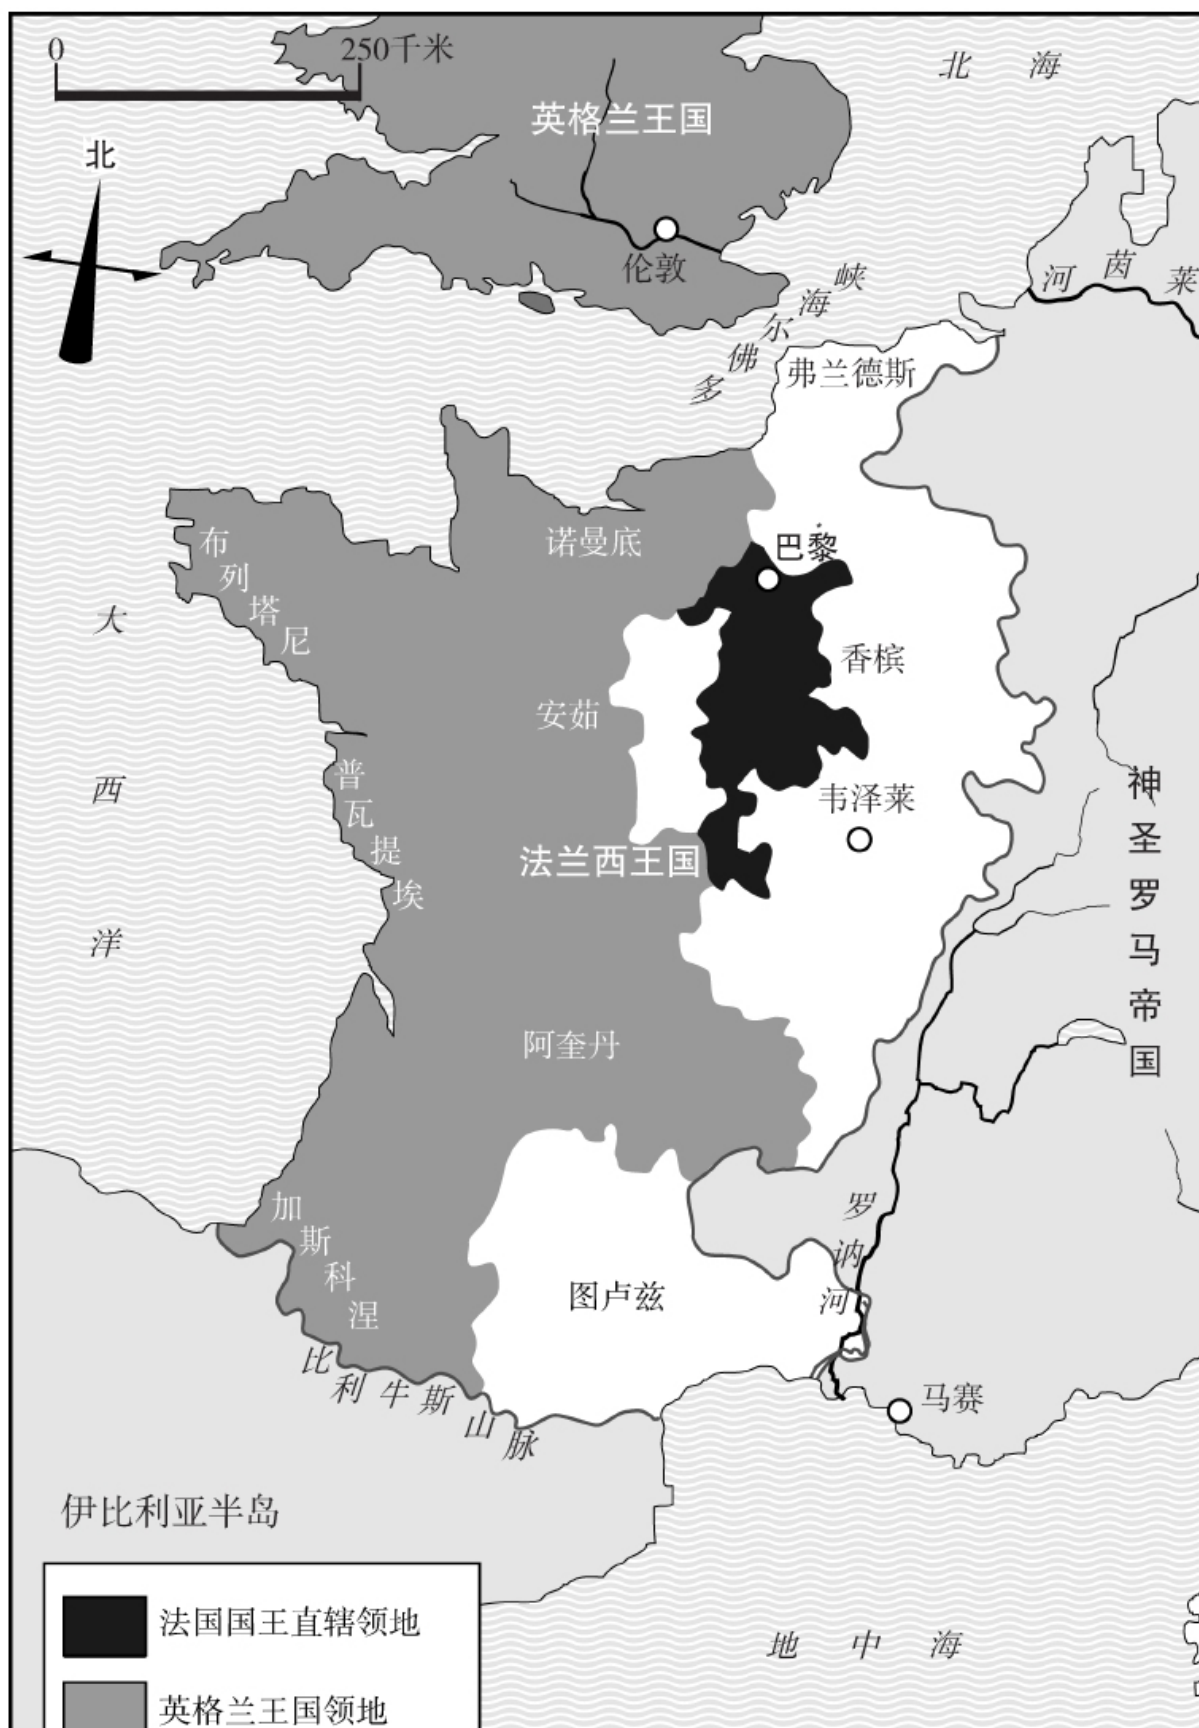 0 250千米
北海
英格兰王国
北
伦敦
多佛尔海峡
莱茵河
弗兰德斯
诺曼底
巴黎
布列塔尼
大西洋
香槟
安茹
普瓦提埃
韦泽莱
法兰西王国
神圣罗马帝国
阿奎丹
罗讷河
加斯科涅
图卢兹
比利牛斯山脉
马赛
伊比利亚半岛
法国国王直辖领地
地中海
英格兰王国领地